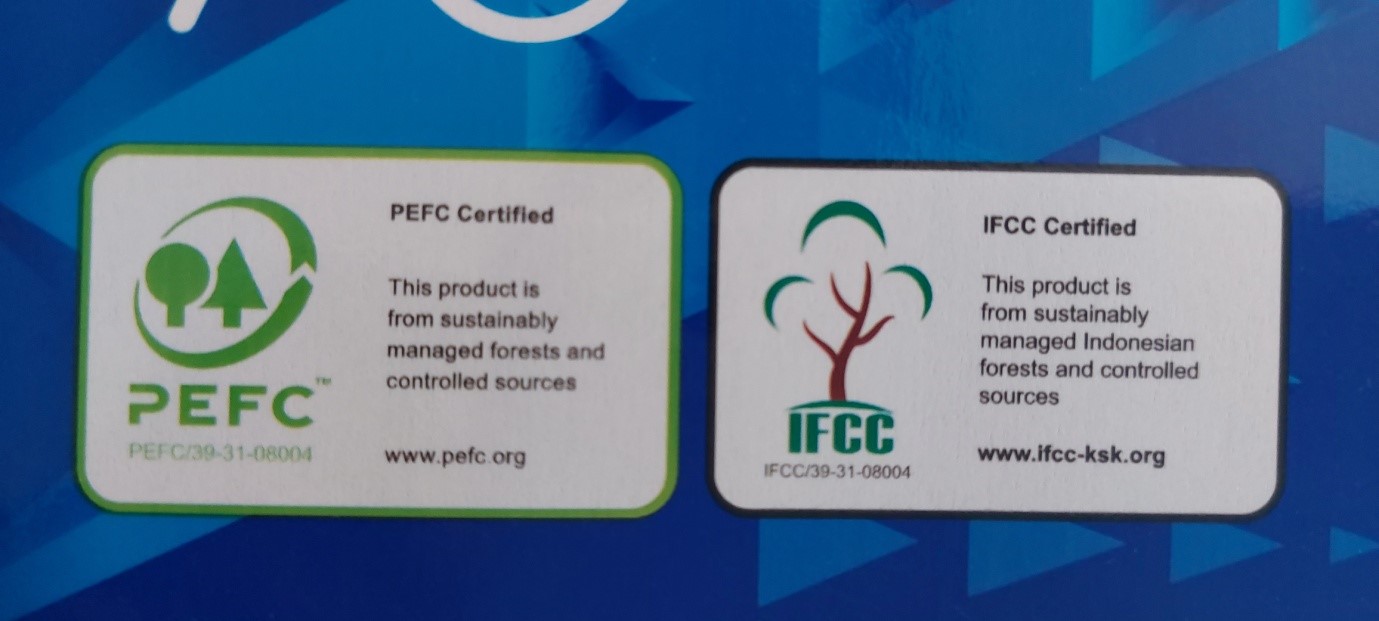 PEFC Certified
This product is
from sustainably
managed forests and
controlled sources
PEFC™
PEFC/39-31-08004
www.pefc.org
IFCC Certified
This product is
from sustainably
managed Indonesian
forests and controlled
sources
IFCC
IFCC/39-31-08004
www.ifcc-ksk.org